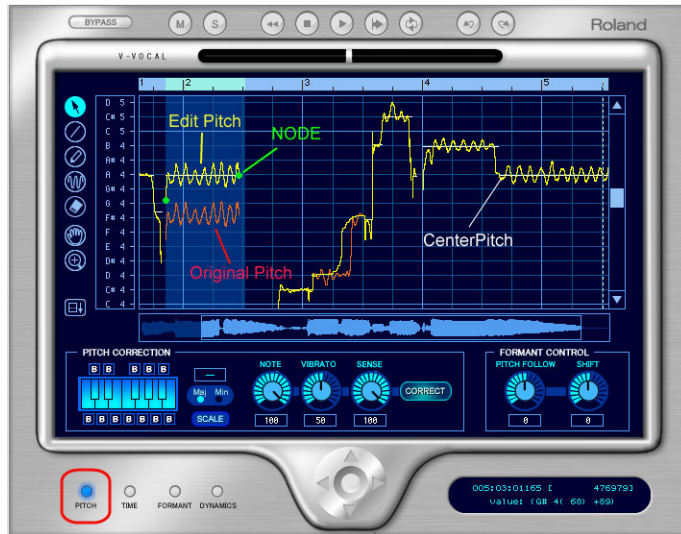 BYPASS
M S
Roland
V-VOCAL
1 2 3 4 5
D 5
C# 5
C 5
B 4
A# 4
A 4
G# 4
G 4
F# 4
F 4
E 4
D# 4
D 4
C# 4
C 4
Edit Pitch
NODE
CenterPitch
Original Pitch
PITCH CORRECTION
B B B B B
B B B B B B B
Maj Min
SCALE
NOTE VIBRATO SENSE
CORRECT
100 50 100
FORMANT CONTROL
PITCH FOLLOW SHIFT
0 0
PITCH TIME FORMANT DYNAMICS
005:03:01165 [ 476979]
Value: (G# 4( 68) +89)